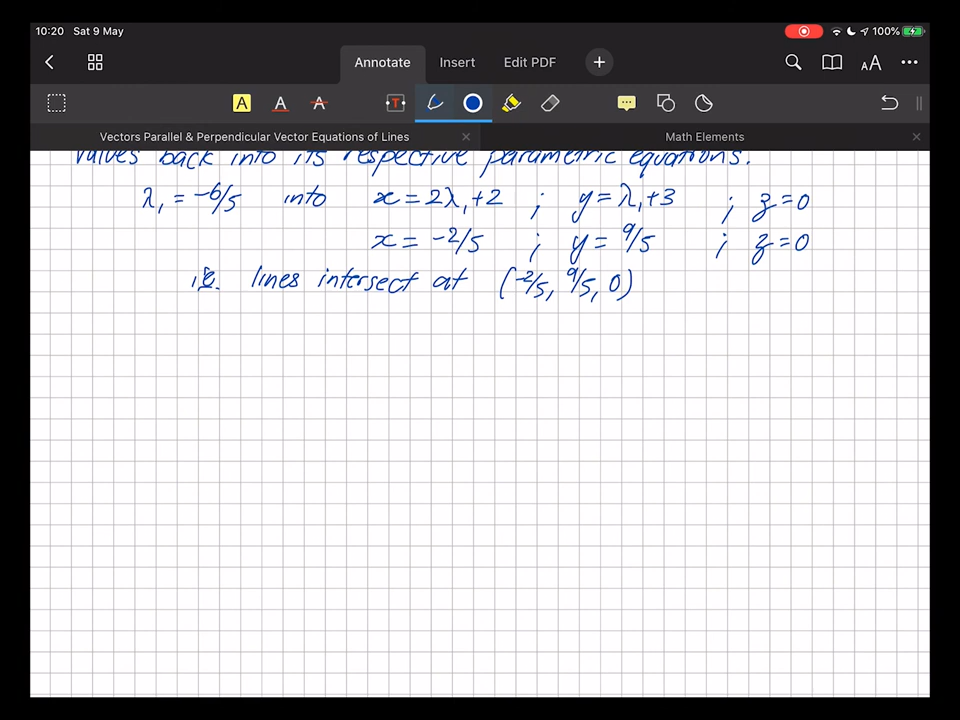 10:20 Sat 9 May 100%
Annotate Insert Edit PDF
Vectors Parallel & Perpendicular Vector Equations of Lines Math Elements
values back into its respective parametric equations.
λ₁ = -6/5 into x = 2λ₁+2 ; y = λ₁+3 ; z=0
x = -2/5 ; y = 9/5 ; z=0
i.e. lines intersect at (-2/5, 9/5, 0)